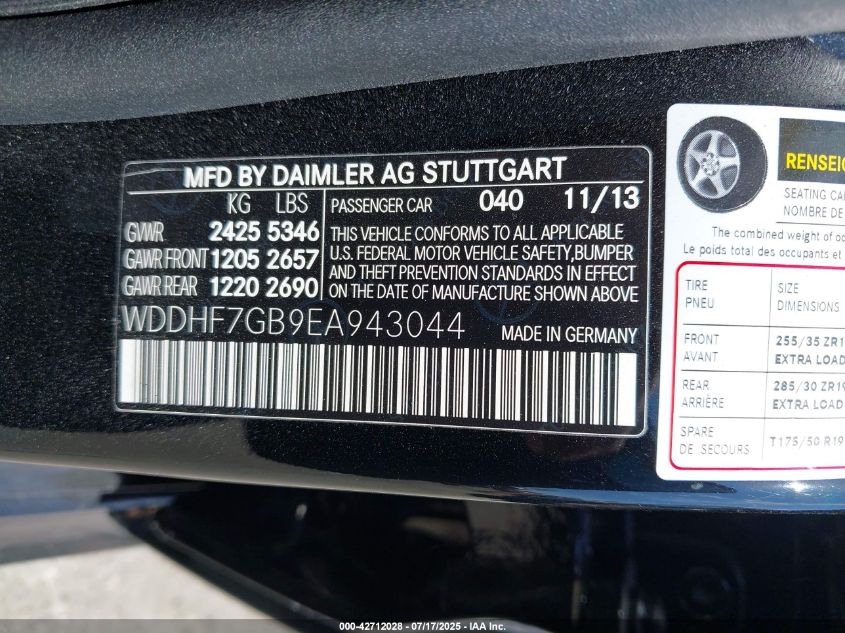 MFD BY DAIMLER AG STUTTGART
KG LBS
GVWR 2425 5346
GAWR FRONT 1205 2657
GAWR REAR 1220 2690
PASSENGER CAR 040 11/13
THIS VEHICLE CONFORMS TO ALL APPLICABLE
U.S. FEDERAL MOTOR VEHICLE SAFETY,BUMPER
AND THEFT PREVENTION STANDARDS IN EFFECT
ON THE DATE OF MANUFACTURE SHOWN ABOVE
WDDHF7GB9EA943044 MADE IN GERMANY
RENSEIG
SEATING CA
NOMBRE DE
The combined weight of oc
Le poids total des occupants et
TIRE SIZE
PNEU DIMENSIONS
FRONT 255/35 ZR1
AVANT EXTRA LOAD
REAR 285/30 ZR19
ARRIÈRE EXTRA LOAD
SPARE
DE SECOURS T175/50 R19
000-42712028 - 07/17/2025 - IAA Inc.